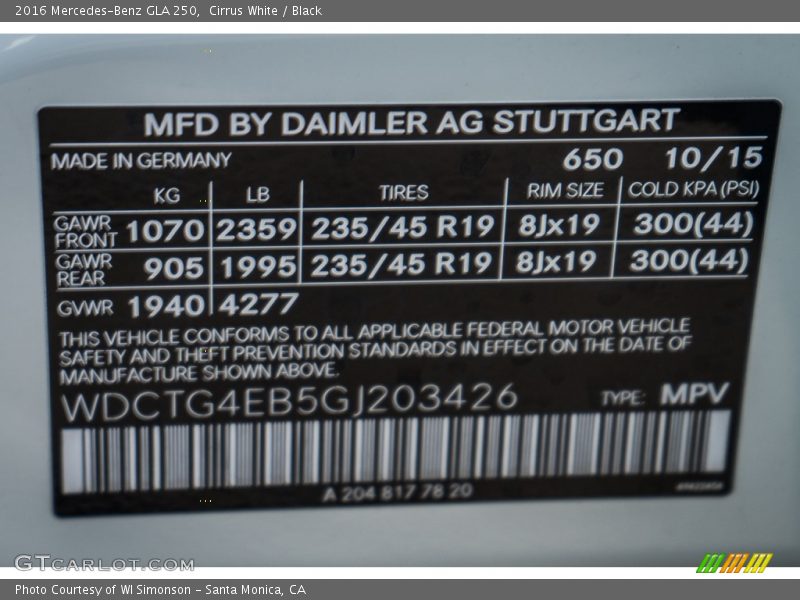 2016 Mercedes-Benz GLA 250,  Cirrus White / Black
MFD BY DAIMLER AG STUTTGART
MADE IN GERMANY 650 10/15
KG LB TIRES RIM SIZE COLD KPA (PSI)
GAWR FRONT 1070 2359 235/45 R19 8Jx19 300(44)
GAWR REAR 905 1995 235/45 R19 8Jx19 300(44)
GVWR 1940 4277
THIS VEHICLE CONFORMS TO ALL APPLICABLE FEDERAL MOTOR VEHICLE
SAFETY AND THEFT PREVENTION STANDARDS IN EFFECT ON THE DATE OF
MANUFACTURE SHOWN ABOVE.
WDCTG4EB5GJ203426 TYPE: MPV
A 204 817 78 20
GTCARLOT.COM
Photo Courtesy of WI Simonson - Santa Monica, CA